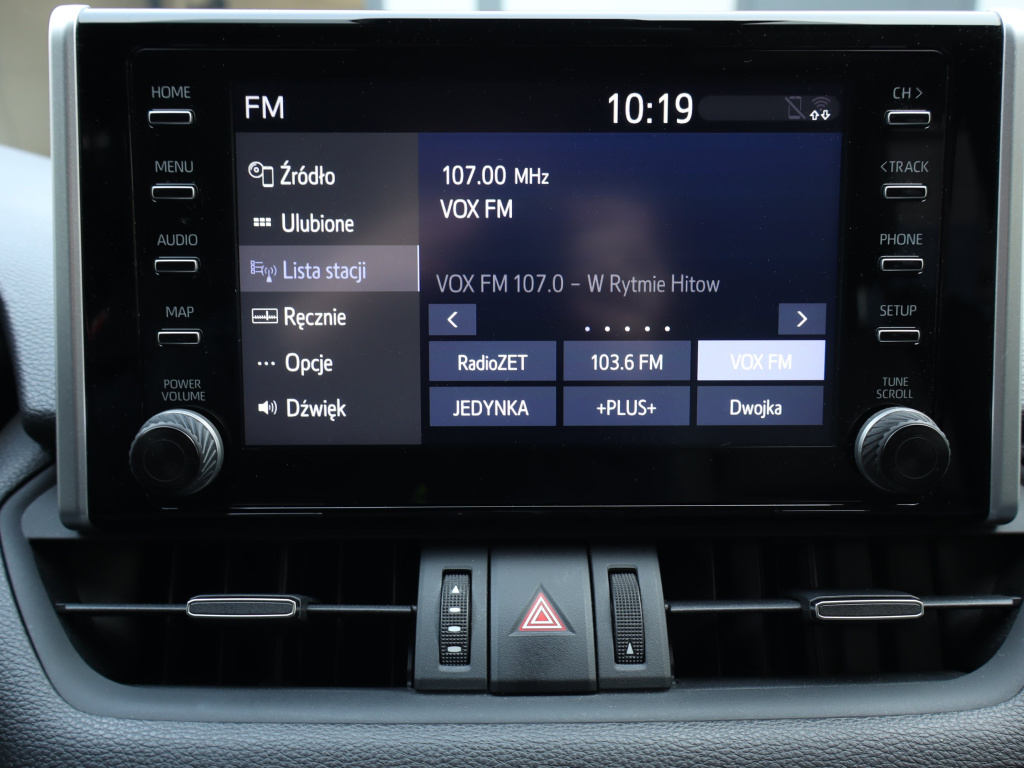 HOME
MENU
AUDIO
MAP
POWER
VOLUME
FM
10:19
Źródło
Ulubione
Lista stacji
Ręcznie
Opcje
Dźwięk
107.00 MHz
VOX FM
VOX FM 107.0 – W Rytmie Hitow
< >
RadioZET 103.6 FM VOX FM
JEDYNKA +PLUS+ Dwojka
CH >
< TRACK
PHONE
SETUP
TUNE
SCROLL